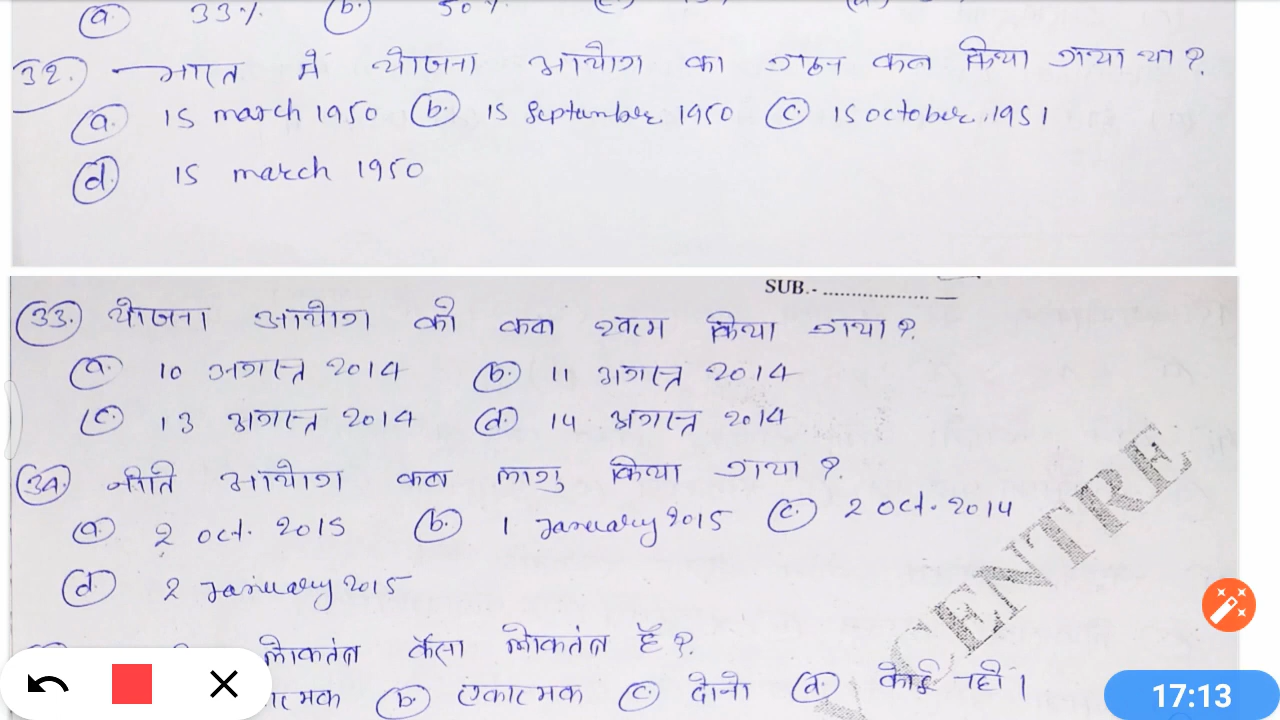 (a.) 33% (b.) 50%
32. भारत में योजना आयोग का गठन कब किया गया था ?
(a.) 15 march 1950 (b.) 15 September 1950 (c) 15 october 1951
(d.) 15 march 1950
SUB.- ......................
33. योजना आयोग को कब खत्म किया गया ?
(a.) 10 अगस्त 2014 (b.) 11 अगस्त 2014
(c.) 13 अगस्त 2014 (d.) 14 अगस्त 2014
34. नीति आयोग कब लागु किया गया ?
(a.) 2 oct. 2015 (b.) 1 January 2015 (c.) 2 oct. 2014
(d.) 2 January 2015
लोकतंत्र कैसा लोकतंत्र है ?
(b.) एकात्मक (c.) दोनो (d.) कोई नही ।
CENTRE
17:13